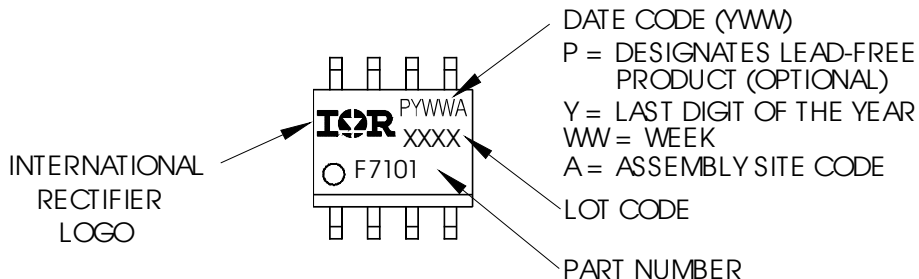 DATE CODE (YWW)
P = DESIGNATES LEAD-FREE
PRODUCT (OPTIONAL)
Y = LAST DIGIT OF THE YEAR
WW = WEEK
A = ASSEMBLY SITE CODE
LOT CODE
PART NUMBER
INTERNATIONAL
RECTIFIER
LOGO
IOR
PYWWA
XXXX
F7101